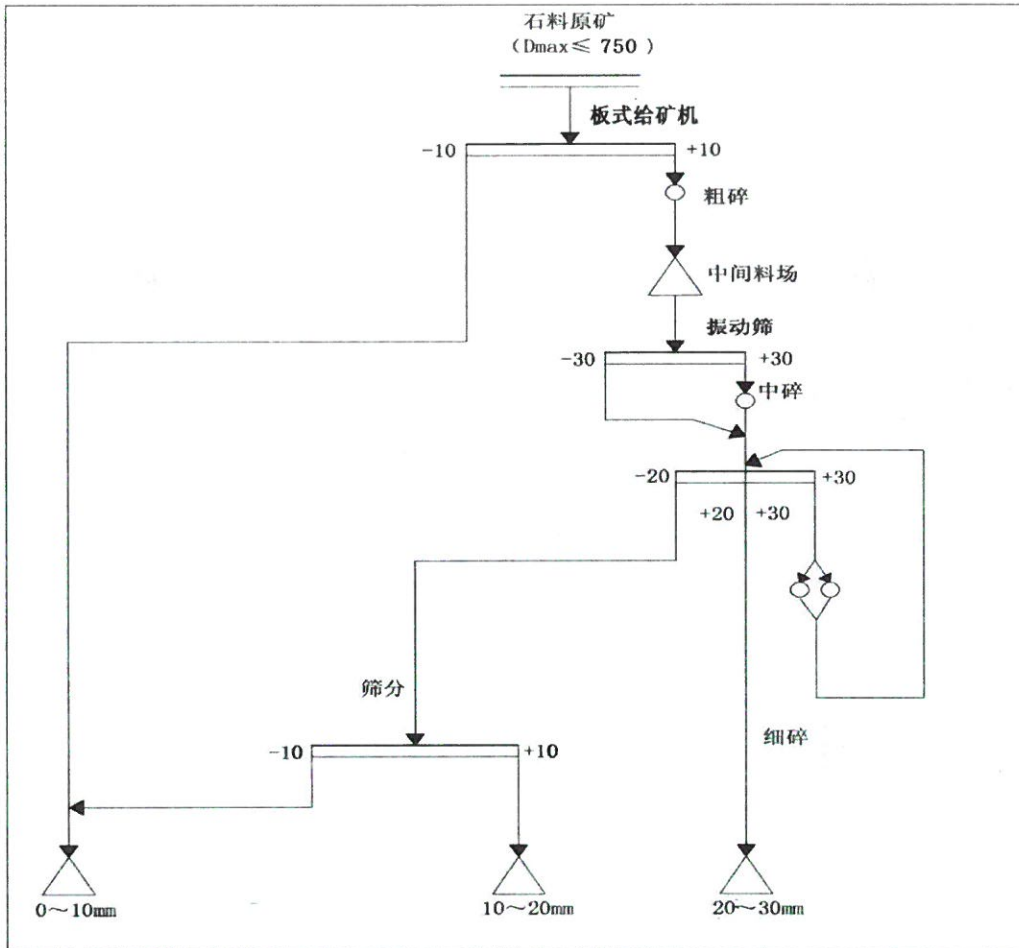 石料原矿
（Dmax≤ 750 ）
板式给矿机
-10
+10
粗碎
中间料场
振动筛
-30
+30
中碎
-20
+30
+20
+30
筛分
细碎
-10
+10
0～10mm
10～20mm
20～30mm